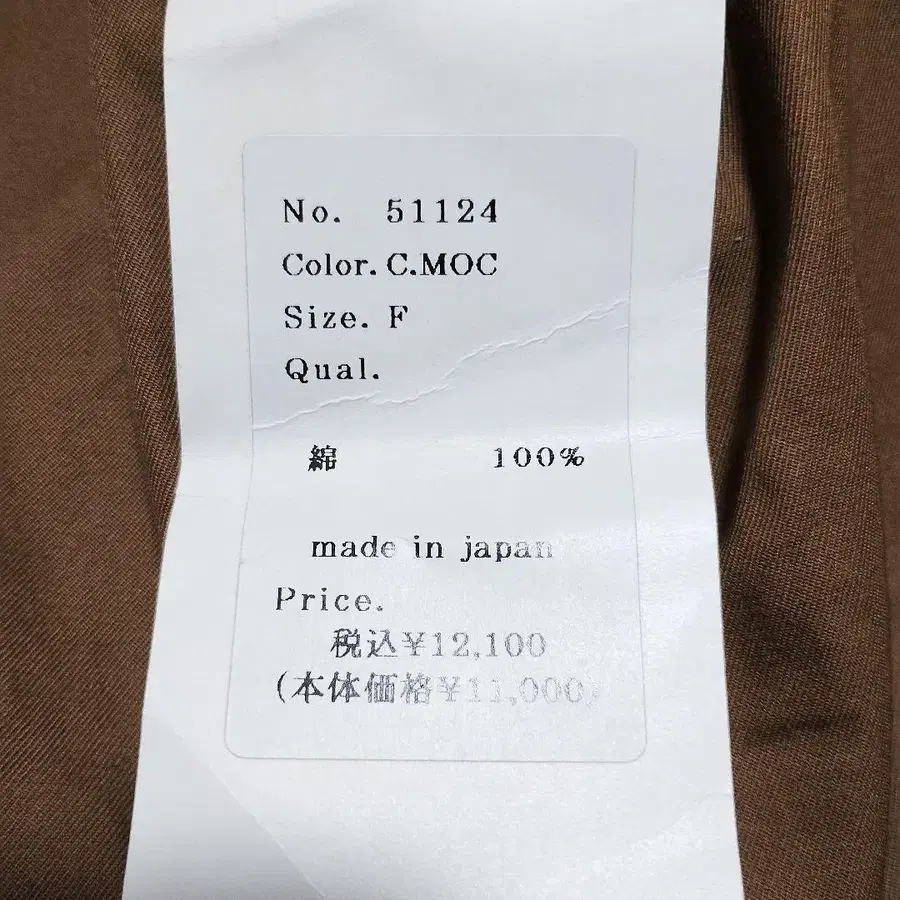 No. 51124
Color. C.MOC
Size. F
Qual.
綿 100%
made in japan
Price.
税込¥12,100
(本体価格¥11,000)